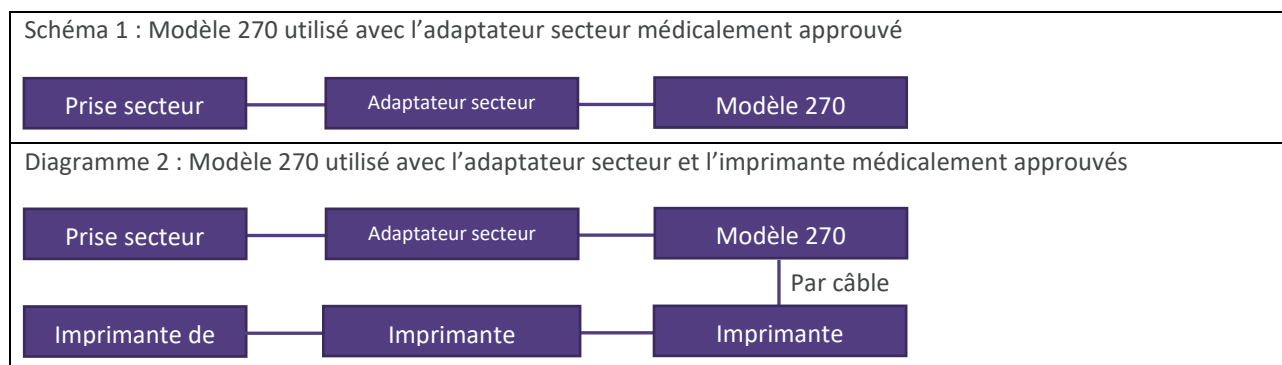 Schéma 1 : Modèle 270 utilisé avec l’adaptateur secteur médicalement approuvé
Prise secteur
Adaptateur secteur
Modèle 270
Diagramme 2 : Modèle 270 utilisé avec l’adaptateur secteur et l’imprimante médicalement approuvés
Prise secteur
Adaptateur secteur
Modèle 270
Par câble
Imprimante de
Imprimante
Imprimante